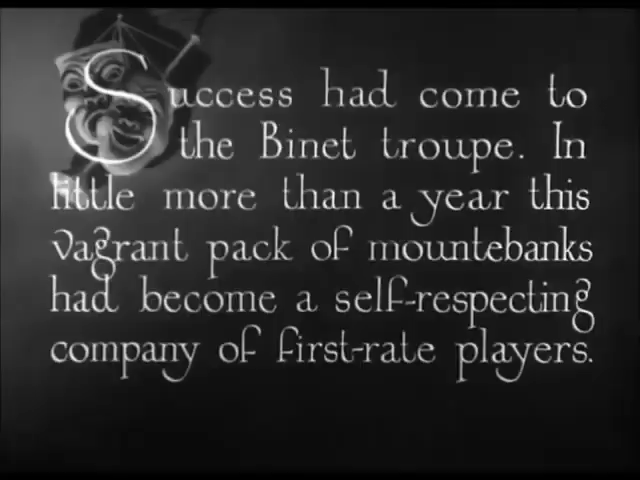 Success had come to
the Binet troupe. In
little more than a year this
vagrant pack of mountebanks
had become a self-respecting
company of first-rate players.